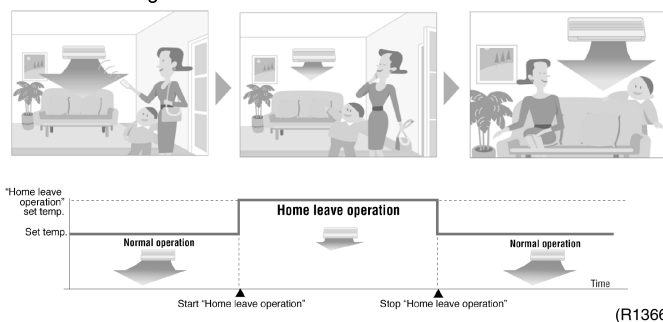 "Home leave
operation"
set temp.
Home leave operation
Set temp.
Normal operation
Normal operation
Time
Start "Home leave operation"
Stop "Home leave operation"